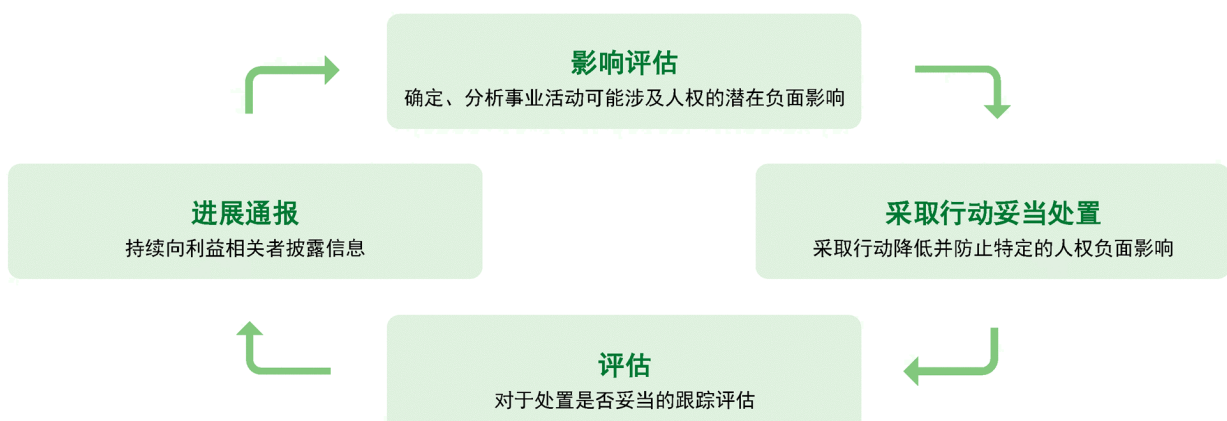 影响评估
确定、分析事业活动可能涉及人权的潜在负面影响
进展通报
持续向利益相关者披露信息
采取行动妥当处置
采取行动降低并防止特定的人权负面影响
评估
对于处置是否妥当的跟踪评估